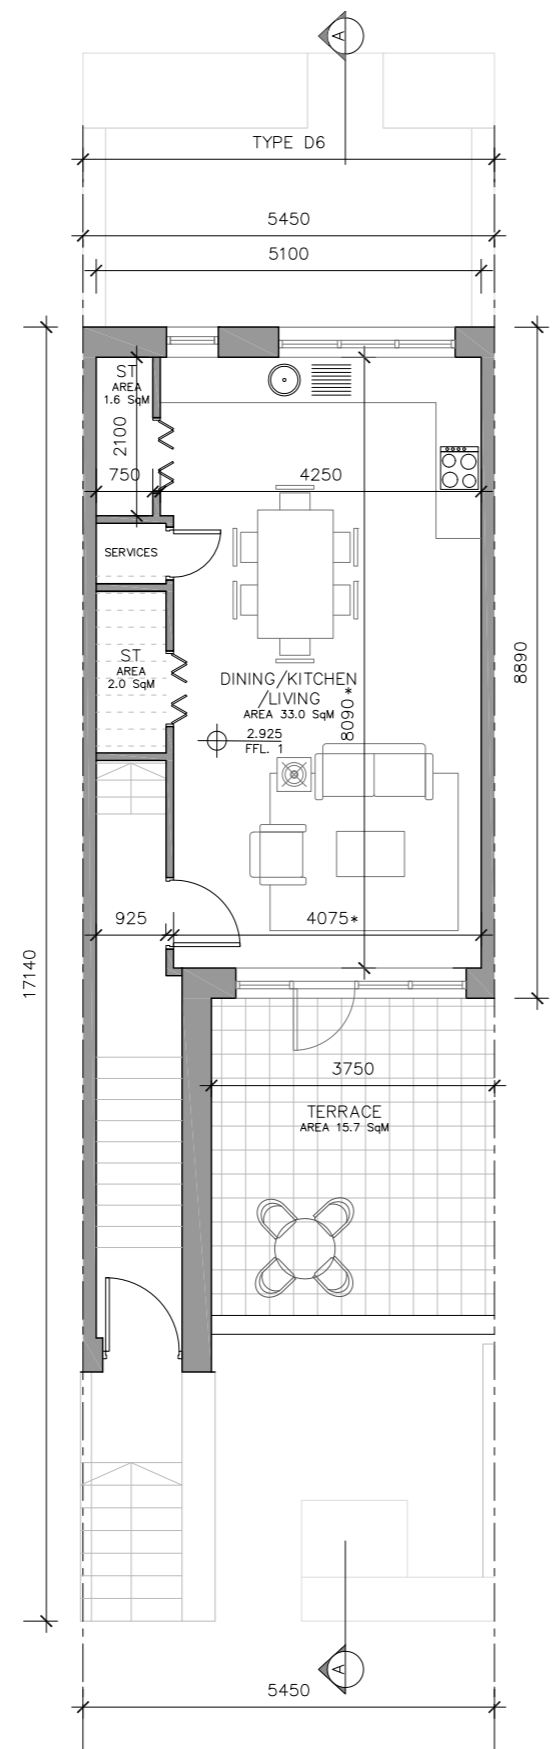 A
TYPE D6
5450
5100
ST
AREA
1.6 SqM
2100
750
4250
SERVICES
ST
AREA
2.0 SqM
DINING/KITCHEN
/LIVING
AREA 33.0 SqM
8090*
2.925
FFL. 1
8890
925
4075*
17140
3750
TERRACE
AREA 15.7 SqM
A
5450